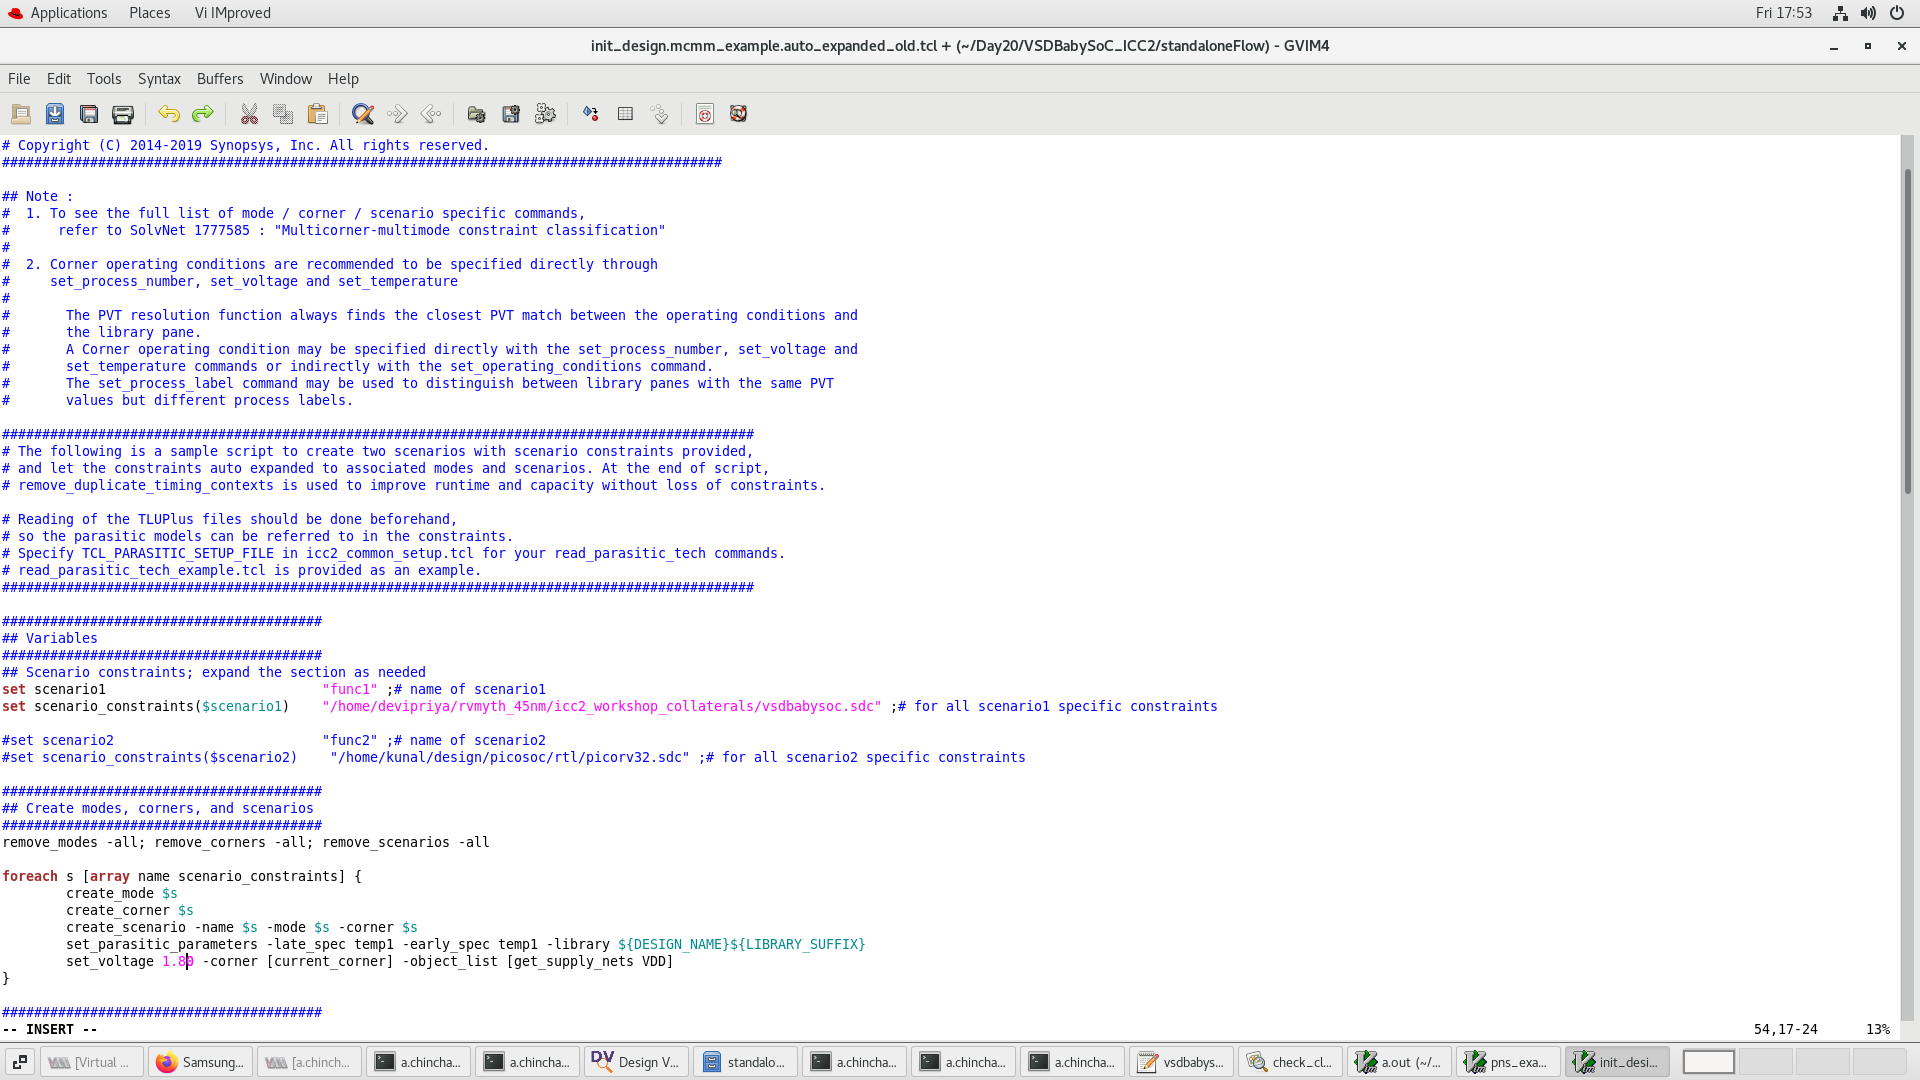 Applications Places Vi IMproved Fri 17:53
init_design.mcmm_example.auto_expanded_old.tcl + (~/Day20/VSDBabySoC_ICC2/standaloneFlow) - GVIM4
File Edit Tools Syntax Buffers Window Help
# Copyright (C) 2014-2019 Synopsys, Inc. All rights reserved.
##########################################################################################
## Note :
#  1. To see the full list of mode / corner / scenario specific commands,
#      refer to SolvNet 1777585 : "Multicorner-multimode constraint classification"
#
#  2. Corner operating conditions are recommended to be specified directly through
#     set_process_number, set_voltage and set_temperature
#
#       The PVT resolution function always finds the closest PVT match between the operating conditions and
#       the library pane.
#       A Corner operating condition may be specified directly with the set_process_number, set_voltage and
#       set_temperature commands or indirectly with the set_operating_conditions command.
#       The set_process_label command may be used to distinguish between library panes with the same PVT
#       values but different process labels.
##############################################################################################
# The following is a sample script to create two scenarios with scenario constraints provided,
# and let the constraints auto expanded to associated modes and scenarios. At the end of script,
# remove_duplicate_timing_contexts is used to improve runtime and capacity without loss of constraints.
# Reading of the TLUPlus files should be done beforehand,
# so the parasitic models can be referred to in the constraints.
# Specify TCL_PARASITIC_SETUP_FILE in icc2_common_setup.tcl for your read_parasitic_tech commands.
# read_parasitic_tech_example.tcl is provided as an example.
##############################################################################################
########################################
## Variables
########################################
## Scenario constraints; expand the section as needed
set scenario1                           "func1" ;# name of scenario1
set scenario_constraints($scenario1)    "/home/devipriya/rvmyth_45nm/icc2_workshop_collaterals/vsdbabysoc.sdc" ;# for all scenario1 specific constraints
#set scenario2                          "func2" ;# name of scenario2
#set scenario_constraints($scenario2)    "/home/kunal/design/picosoc/rtl/picorv32.sdc" ;# for all scenario2 specific constraints
########################################
## Create modes, corners, and scenarios
########################################
remove_modes -all; remove_corners -all; remove_scenarios -all
foreach s [array name scenario_constraints] {
        create_mode $s
        create_corner $s
        create_scenario -name $s -mode $s -corner $s
        set_parasitic_parameters -late_spec temp1 -early_spec temp1 -library ${DESIGN_NAME}${LIBRARY_SUFFIX}
        set_voltage 1.80 -corner [current_corner] -object_list [get_supply_nets VDD]
}
########################################
-- INSERT -- 54,17-24 13%
[Virtual ... Samsung... [a.chinch... a.chincha... a.chincha... Design V... standalo... a.chincha... a.chincha... a.chincha... vsdbabys... check_cl... a.out (~/... pns_exa... init_desi...